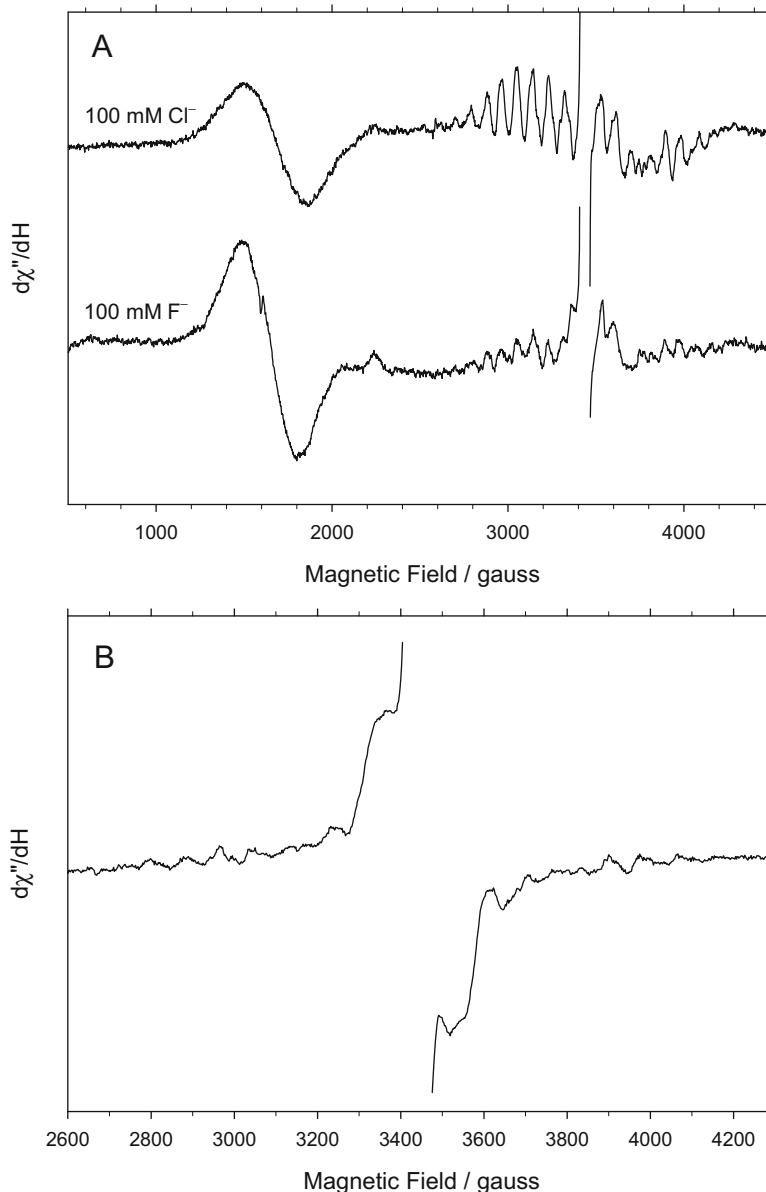 A
100 mM Cl⁻
100 mM F⁻
dχ"/dH
1000 2000 3000 4000
Magnetic Field / gauss
B
dχ"/dH
2600 2800 3000 3200 3400 3600 3800 4000 4200
Magnetic Field / gauss